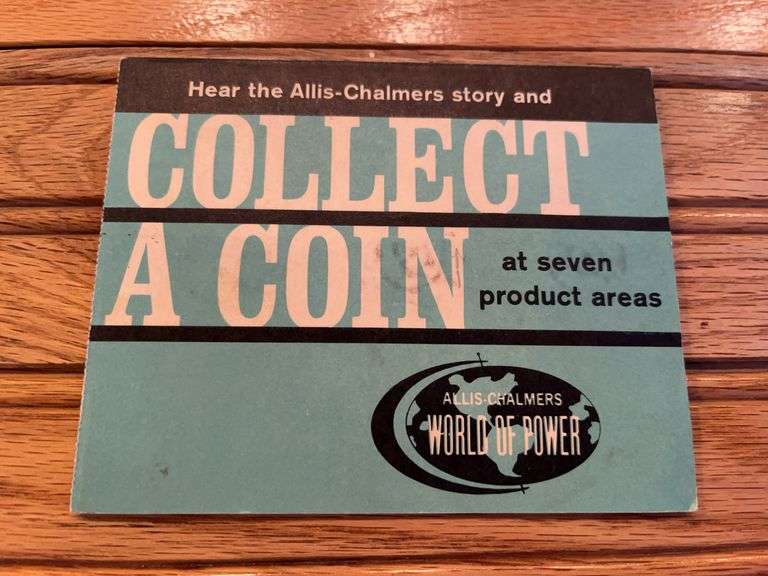 Hear the Allis-Chalmers story and
COLLECT
A COIN
at seven
product areas
ALLIS-CHALMERS
WORLD OF POWER